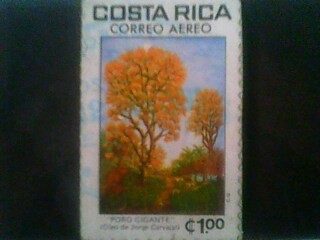 COSTA RICA
CORREO AEREO
"PORO GIGANTE"
(Oleo de Jorge Carvajal)
₡1.00